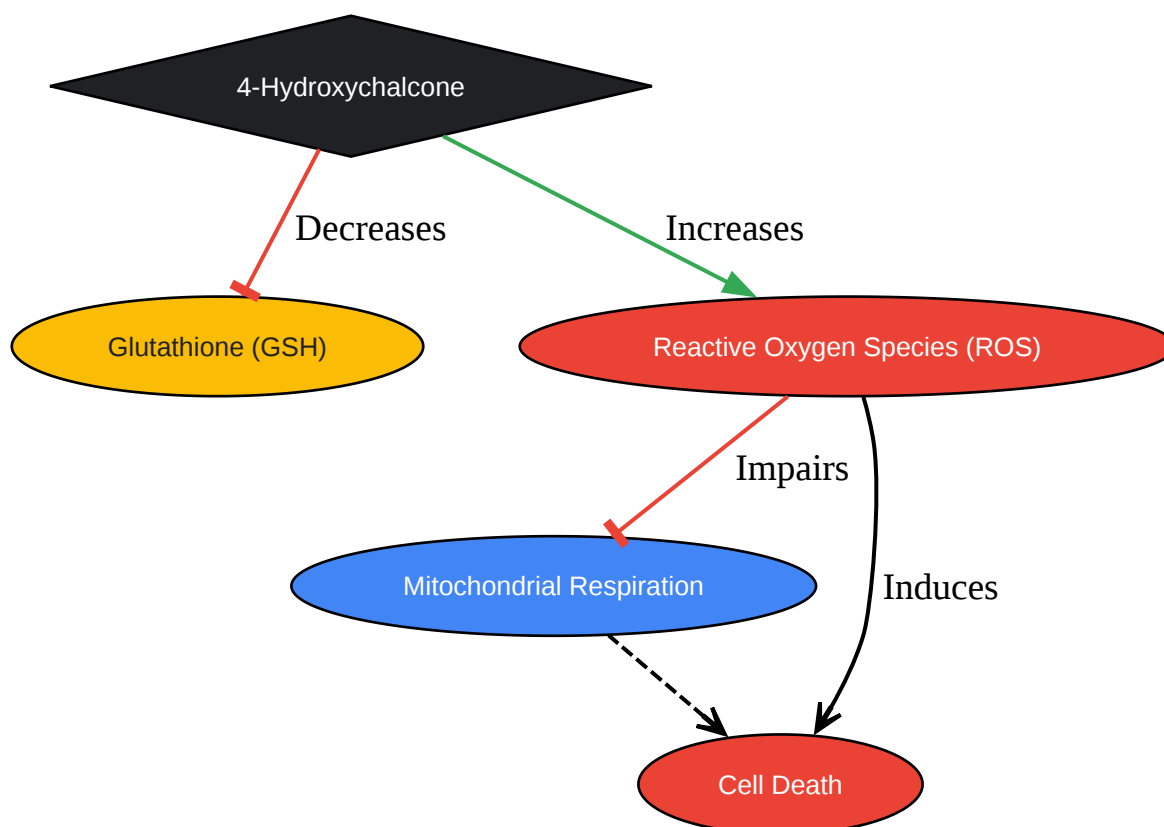 4-Hydroxychalcone
Decreases
Increases
Glutathione (GSH)
Reactive Oxygen Species (ROS)
Impairs
Mitochondrial Respiration
Induces
Cell Death